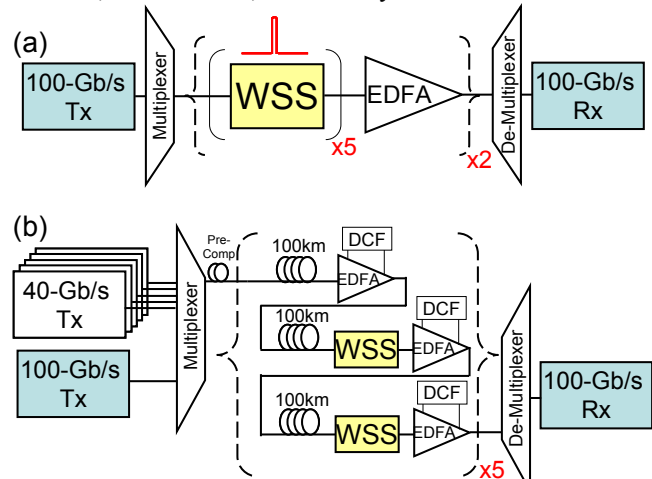 (a)
100-Gb/s
Tx
Multiplexer
WSS
x5
EDFA
x2
De-Multiplexer
100-Gb/s
Rx
(b)
40-Gb/s
Tx
100-Gb/s
Tx
Multiplexer
Pre-
Comp
100km
DCF
EDFA
100km
WSS
DCF
EDFA
100km
WSS
DCF
EDFA
x5
De-Multiplexer
100-Gb/s
Rx